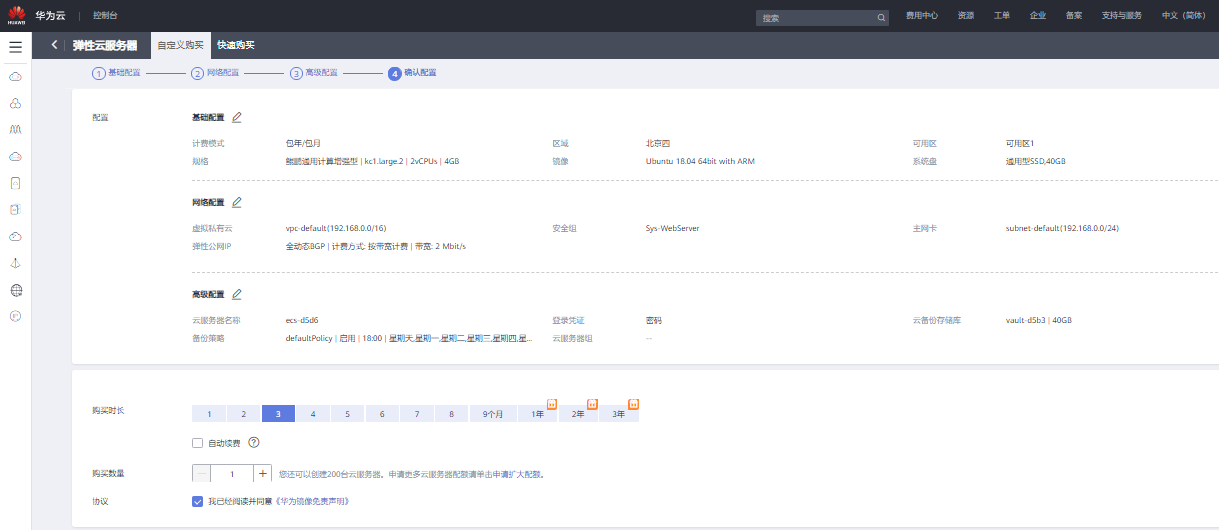 HUAWEI 华为云 | 控制台 搜索 费用中心 资源 工单 企业 备案 支持与服务 中文（简体）
弹性云服务器 自定义购买 快速购买
1 基础配置 2 网络配置 3 高级配置 4 确认配置
配置 基础配置
计费模式 包年/包月 区域 北京四 可用区 可用区1
规格 鲲鹏通用计算增强型 | kc1.large.2 | 2vCPUs | 4GB 镜像 Ubuntu 18.04 64bit with ARM 系统盘 通用型SSD,40GB
网络配置
虚拟私有云 vpc-default(192.168.0.0/16) 安全组 Sys-WebServer 主网卡 subnet-default(192.168.0.0/24)
弹性公网IP 全动态BGP | 计费方式: 按带宽计费 | 带宽: 2 Mbit/s
高级配置
云服务器名称 ecs-d5d6 登录凭证 密码 云备份存储库 vault-d5b3 | 40GB
备份策略 defaultPolicy | 启用 | 18:00 | 星期天,星期一,星期二,星期三,星期四,星... 云服务器组 --
购买时长 1 2 3 4 5 6 7 8 9个月 1年 2年 3年
自动续费 ?
购买数量 — 1 + 您还可以创建200台云服务器。申请更多云服务器配额请单击申请扩大配额。
协议 我已经阅读并同意《华为镜像免责声明》